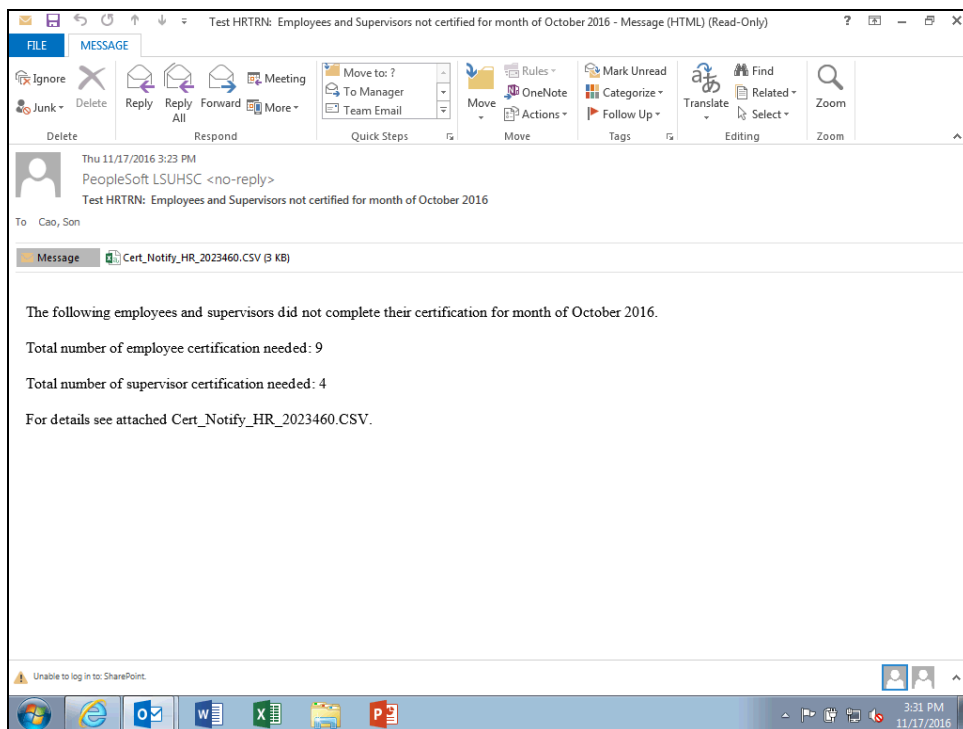 Test HRTRN: Employees and Supervisors not certified for month of October 2016 - Message (HTML) (Read-Only)
FILE MESSAGE
Ignore
Junk
Delete
Reply
Reply All
Forward
Meeting
More
Move to: ?
To Manager
Team Email
Move
Rules
OneNote
Actions
Mark Unread
Categorize
Follow Up
Translate
Find
Related
Select
Zoom
Delete Respond Quick Steps Move Tags Editing Zoom
Thu 11/17/2016 3:23 PM
PeopleSoft LSUHSC <no-reply>
Test HRTRN: Employees and Supervisors not certified for month of October 2016
To Cao, Son
Message Cert_Notify_HR_2023460.CSV (3 KB)
The following employees and supervisors did not complete their certification for month of October 2016.
Total number of employee certification needed: 9
Total number of supervisor certification needed: 4
For details see attached Cert_Notify_HR_2023460.CSV.
Unable to log in to: SharePoint.
3:31 PM
11/17/2016